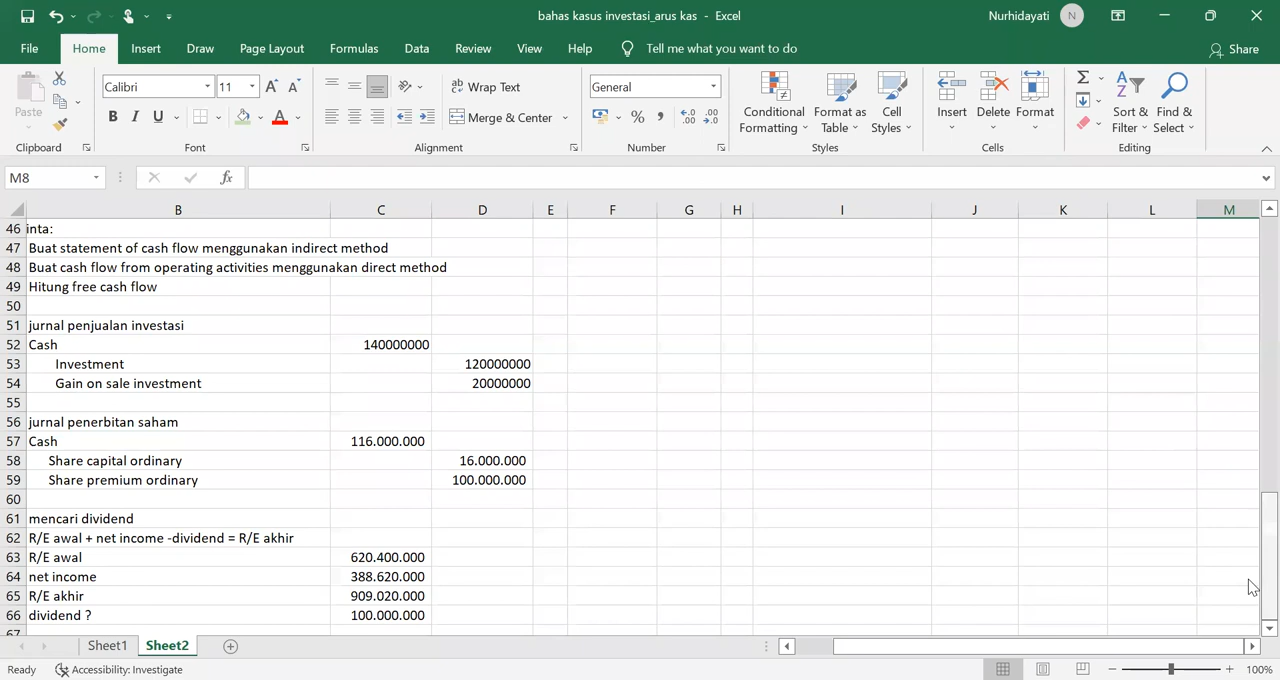 bahas kasus investasi_arus kas - Excel
Nurhidayati N
File Home Insert Draw Page Layout Formulas Data Review View Help Tell me what you want to do Share
Paste
Clipboard
Calibri 11 A A
B I U A
Font
Wrap Text
Merge & Center
Alignment
General
% ,
Number
Conditional Formatting
Format as Table
Cell Styles
Styles
Insert Delete Format
Cells
Sort & Filter
Find & Select
Editing
M8 fx
B C D E F G H I J K L M
46 inta:
47 Buat statement of cash flow menggunakan indirect method
48 Buat cash flow from operating activities menggunakan direct method
49 Hitung free cash flow
50
51 jurnal penjualan investasi
52 Cash 140000000
53 Investment 120000000
54 Gain on sale investment 20000000
55
56 jurnal penerbitan saham
57 Cash 116.000.000
58 Share capital ordinary 16.000.000
59 Share premium ordinary 100.000.000
60
61 mencari dividend
62 R/E awal + net income -dividend = R/E akhir
63 R/E awal 620.400.000
64 net income 388.620.000
65 R/E akhir 909.020.000
66 dividend ? 100.000.000
67
Sheet1 Sheet2
Ready Accessibility: Investigate 100%